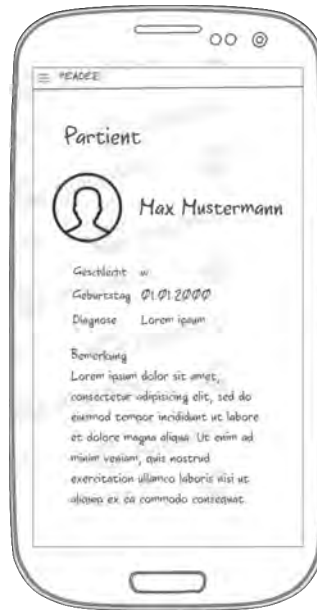 HEADER
Partient
Max Mustermann
Geschlecht w
Geburtstag 01.01.2000
Diagnose Lorem ipsum
Bemerkung
Lorem ipsum dolor sit amet,
consectetur adipisicing elit, sed do
eiusmod tempor incididunt ut labore
et dolore magna aliqua. Ut enim ad
minim veniam, quis nostrud
exercitation ullamco laboris nisi ut
aliquip ex ea commodo consequat.